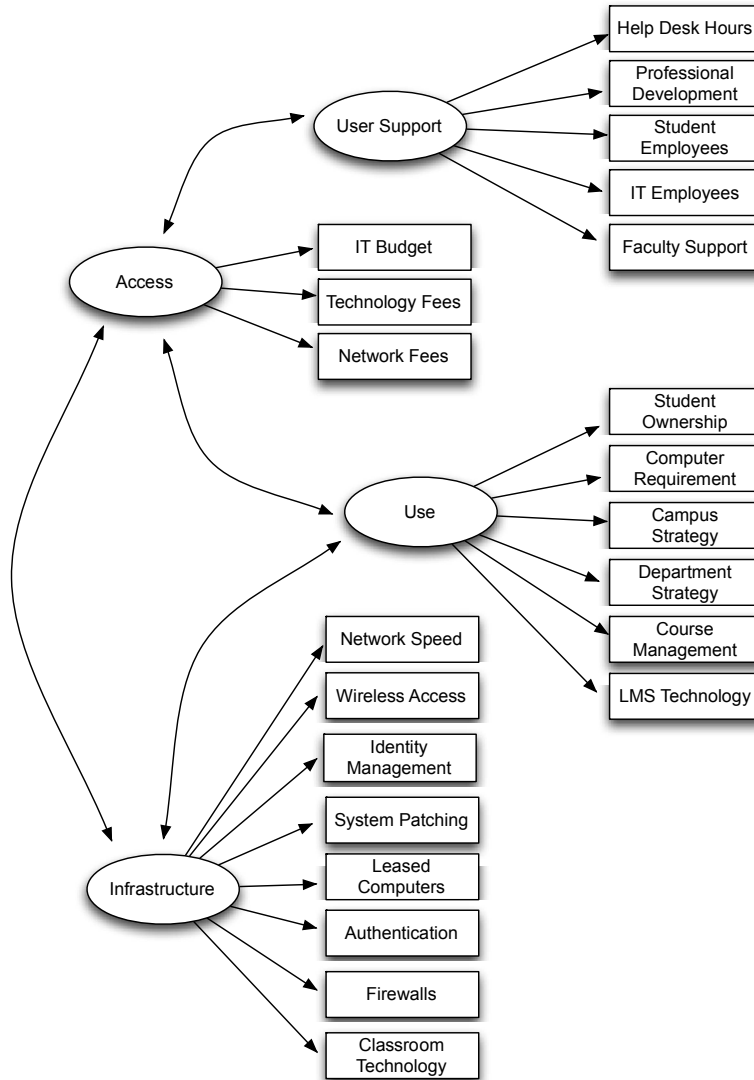 Help Desk Hours
Professional
Development
User Support
Student
Employees
IT Employees
Faculty Support
Access
IT Budget
Technology Fees
Network Fees
Student
Ownership
Computer
Requirement
Use
Campus
Strategy
Department
Strategy
Course
Management
LMS Technology
Network Speed
Wireless Access
Identity
Management
System Patching
Infrastructure
Leased
Computers
Authentication
Firewalls
Classroom
Technology